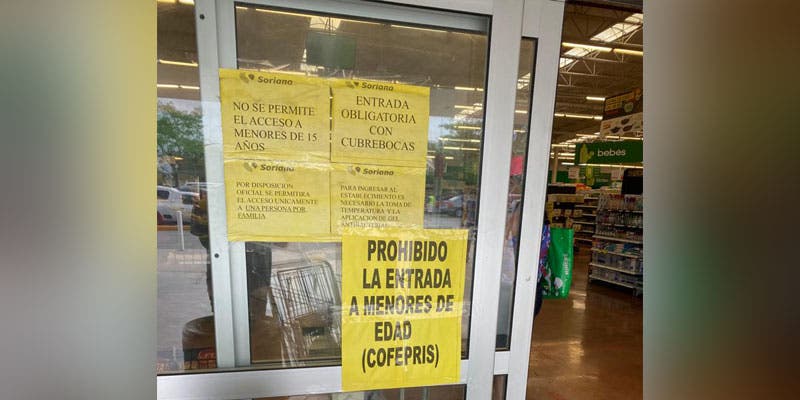 Soriana
NO SE PERMITE
EL ACCESO A
MENORES DE 15
AÑOS
Soriana
ENTRADA
OBLIGATORIA
CON
CUBREBOCAS
Soriana
POR DISPOSICION
OFICIAL SE PERMITIRA
EL ACCESO UNICAMENTE
A UNA PERSONA POR
FAMILIA
Soriana
PARA INGRESAR AL
ESTABLECIMIENTO ES
NECESARIO LA TOMA DE
TEMPERATURA Y LA
APLICACION DE GEL
ANTIBACTERIAL
PROHIBIDO
LA ENTRADA
A MENORES DE
EDAD
(COFEPRIS)
bebés